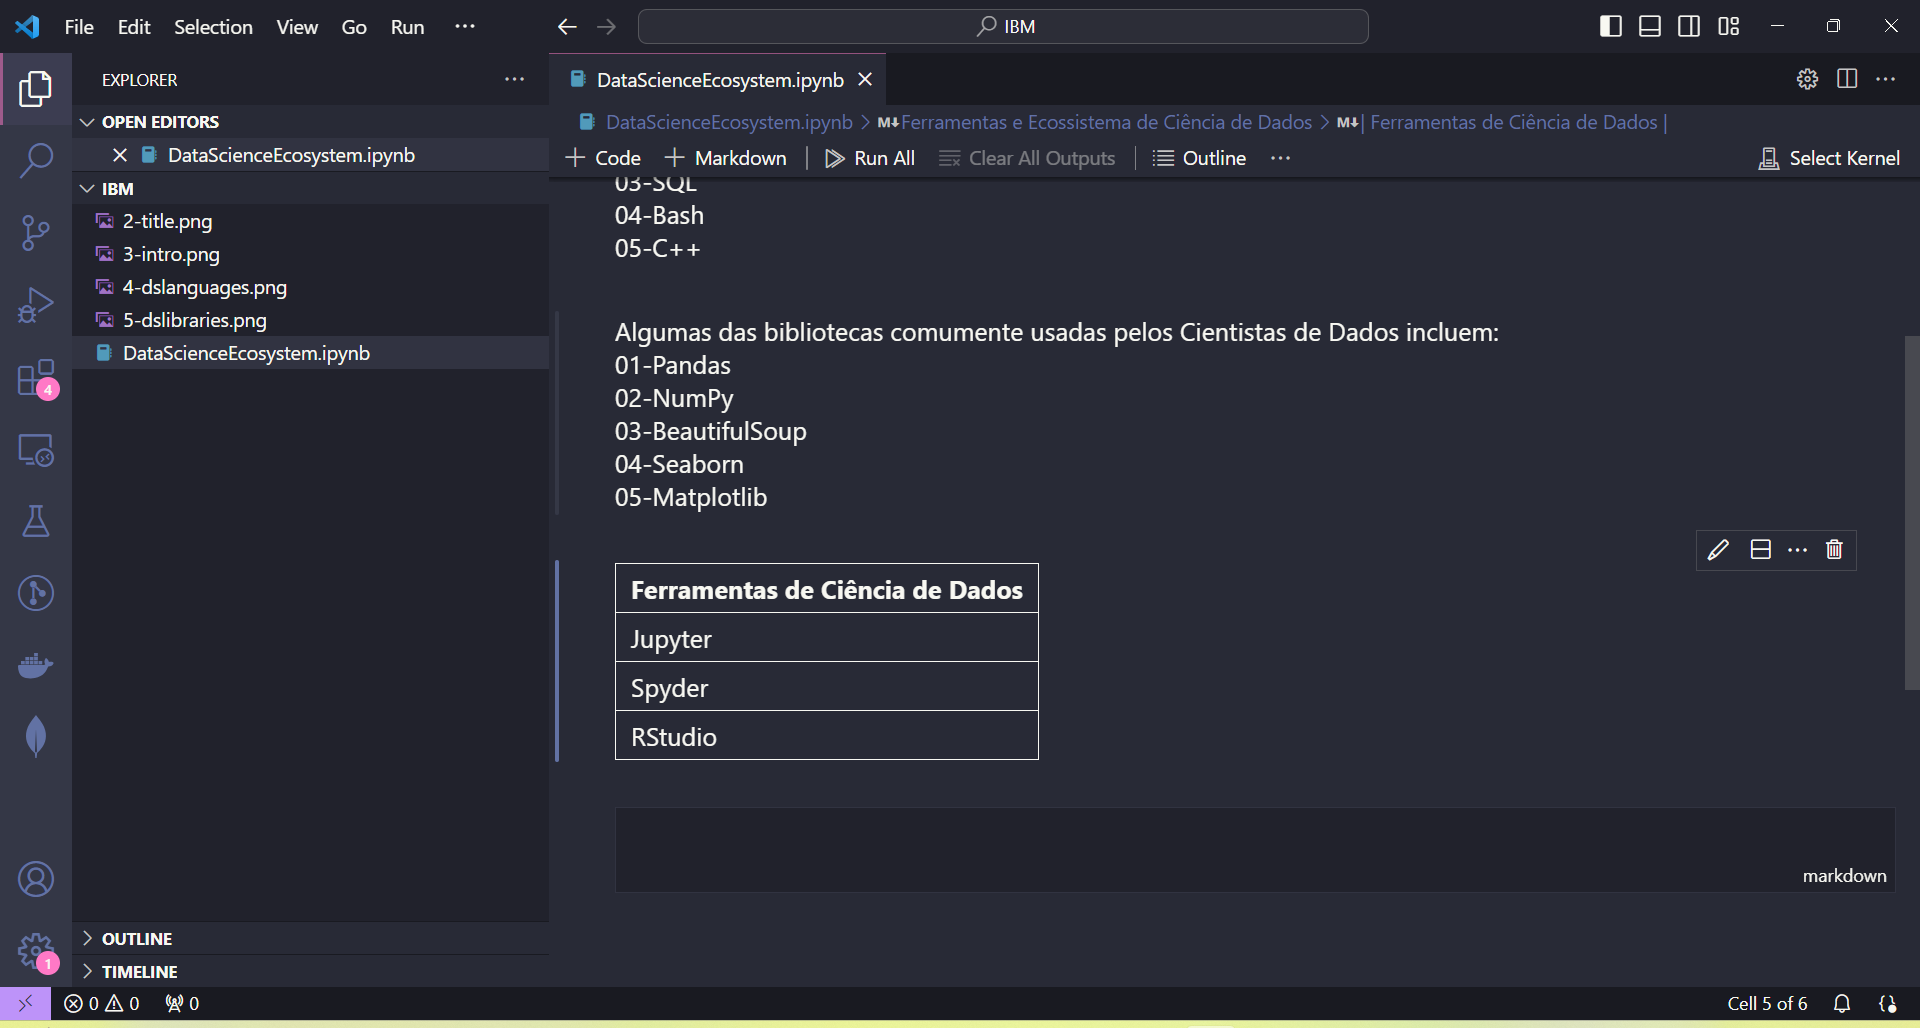 File Edit Selection View Go Run ···
IBM
EXPLORER
OPEN EDITORS
DataScienceEcosystem.ipynb
IBM
2-title.png
3-intro.png
4-dslanguages.png
5-dslibraries.png
DataScienceEcosystem.ipynb
OUTLINE
TIMELINE
4
1
DataScienceEcosystem.ipynb
DataScienceEcosystem.ipynb > M↓Ferramentas e Ecossistema de Ciência de Dados > M↓| Ferramentas de Ciência de Dados |
+ Code + Markdown Run All Clear All Outputs Outline ··· Select Kernel
03-SQL
04-Bash
05-C++
Algumas das bibliotecas comumente usadas pelos Cientistas de Dados incluem:
01-Pandas
02-NumPy
03-BeautifulSoup
04-Seaborn
05-Matplotlib
Ferramentas de Ciência de Dados
Jupyter
Spyder
RStudio
markdown
0 0 0
Cell 5 of 6